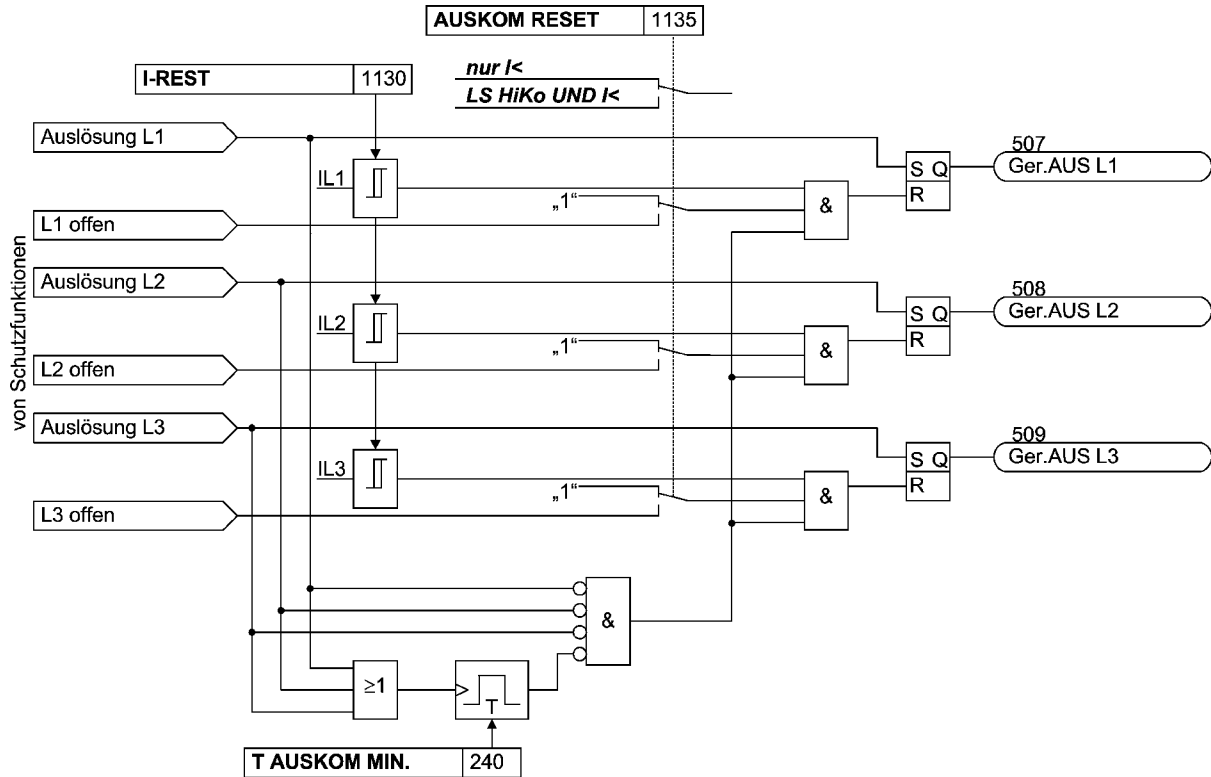 AUSKOM RESET 1135
nur I<
LS HiKo UND I<
I-REST 1130
von Schutzfunktionen
Auslösung L1
IL1
„1“
&
S Q
R
507
Ger.AUS L1
L1 offen
Auslösung L2
IL2
„1“
&
S Q
R
508
Ger.AUS L2
L2 offen
Auslösung L3
IL3
„1“
&
S Q
R
509
Ger.AUS L3
L3 offen
&
≥1
T
T AUSKOM MIN. 240